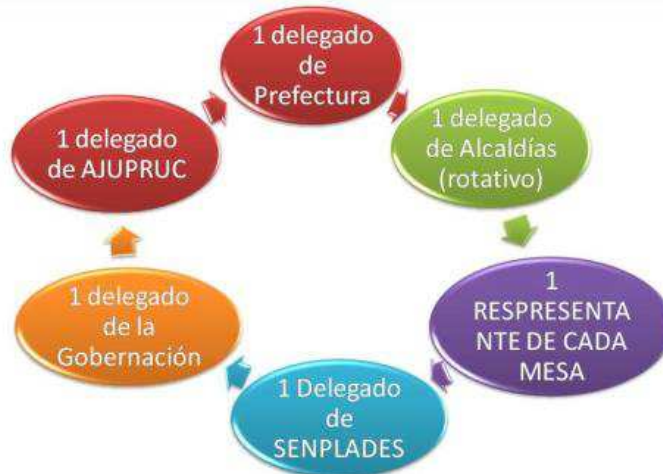 1 delegado
de
Prefectura
1 delegado
de Alcaldías
(rotativo)
1
RESPRESENTA
NTE DE CADA
MESA
1 Delegado
de
SENPLADES
1 delegado
de la
Gobernación
1 delegado
de AJUPRUC